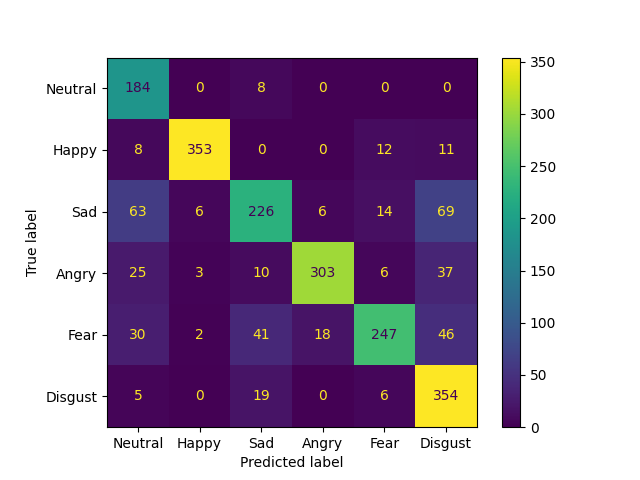 Neutral 184 0 8 0 0 0
Happy 8 353 0 0 12 11
Sad 63 6 226 6 14 69
Angry 25 3 10 303 6 37
Fear 30 2 41 18 247 46
Disgust 5 0 19 0 6 354
Neutral Happy Sad Angry Fear Disgust
Predicted label
True label
350
300
250
200
150
100
50
0